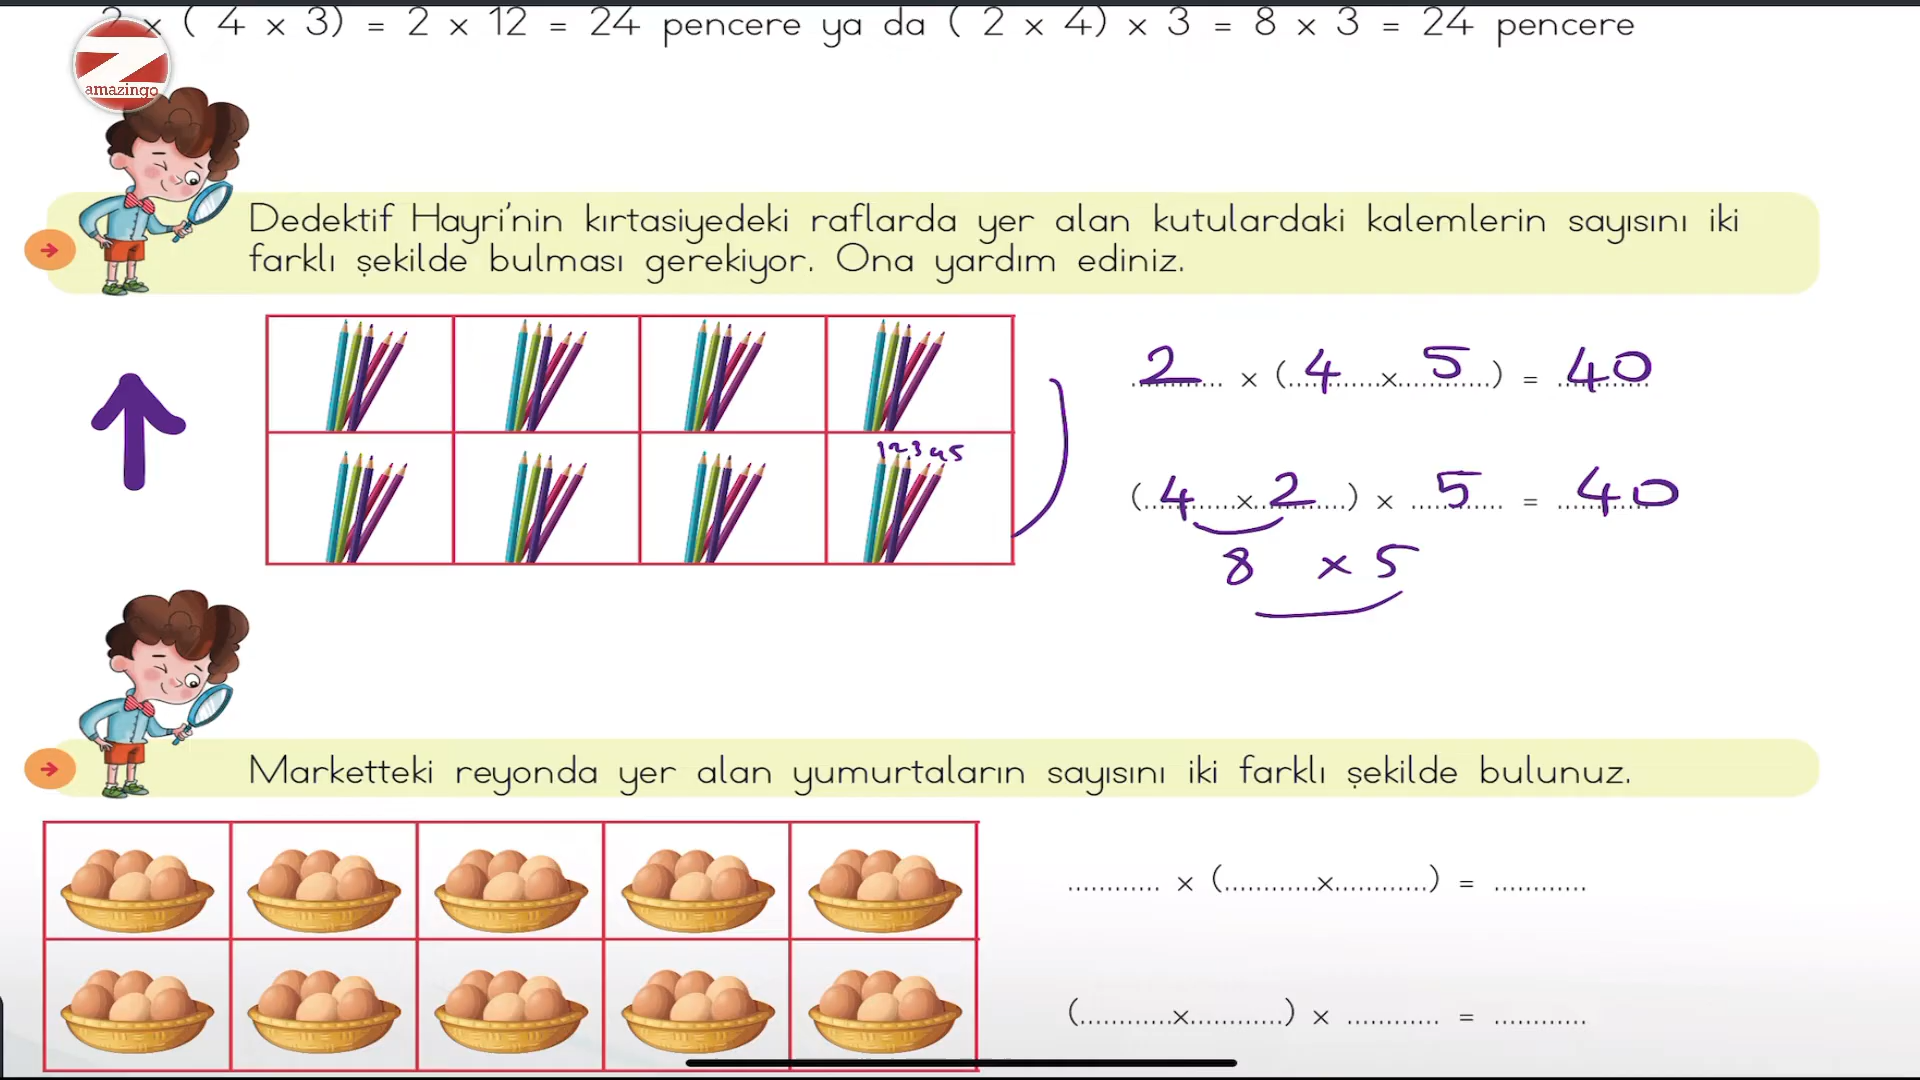 2 x ( 4 x 3) = 2 x 12 = 24 pencere ya da ( 2 x 4) x 3 = 8 x 3 = 24 pencere
amazingo
Dedektif Hayri'nin kırtasiyedeki raflarda yer alan kutulardaki kalemlerin sayısını iki
farklı şekilde bulması gerekiyor. Ona yardım ediniz.
2 x (4 x 5) = 40
12345
(4 x 2) x 5 = 40
8 x 5
Marketteki reyonda yer alan yumurtaların sayısını iki farklı şekilde bulunuz.
............ x (............x............) = ............
(............x............) x ............ = ............